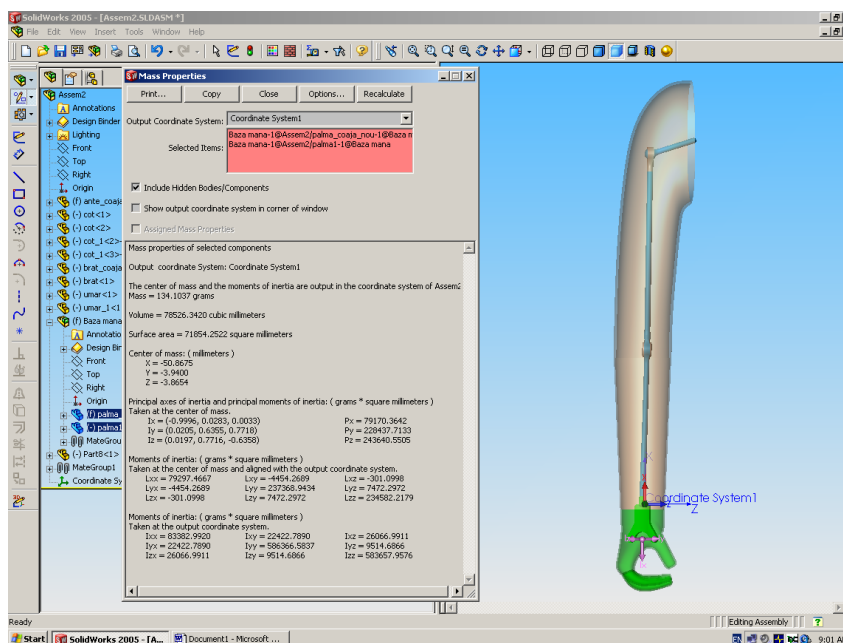 SolidWorks 2005 - [Assem2.SLDASM *]
File Edit View Insert Tools Window Help
Assem2
Annotations
Design Binder
Lighting
Front
Top
Right
Origin
(f) ante_coaja
(-) cot<1>
(-) cot<2>
(-) cot_1<2>
(-) cot_1<3>
(-) brat_coaja
(-) brat<1>
(-) umar<1>
(-) umar_1<1
(f) Baza mana
Annotatio
Design Bin
Front
Top
Right
Origin
(f) palma_
(-) palma1
MateGrou
(-) Part8<1>
MateGroup1
Coordinate Sy
Mass Properties
Print... Copy Close Options... Recalculate
Output Coordinate System: Coordinate System1
Baza mana-1@Assem2/palma_coaja_nou-1@Baza m
Baza mana-1@Assem2/palma1-1@Baza mana
Selected Items:
Include Hidden Bodies/Components
Show output coordinate system in corner of window
Assigned Mass Properties
Mass properties of selected components
Output coordinate System: Coordinate System1
The center of mass and the moments of inertia are output in the coordinate system of Assem2
Mass = 134.1037 grams
Volume = 78526.3420 cubic millimeters
Surface area = 71854.2522 square millimeters
Center of mass: ( millimeters )
X = -50.8675
Y = -3.9400
Z = -3.8654
Principal axes of inertia and principal moments of inertia: ( grams * square millimeters )
Taken at the center of mass.
Ix = (-0.9996, 0.0283, 0.0033) Px = 79170.3642
Iy = (0.0205, 0.6355, 0.7718) Py = 228437.7133
Iz = (0.0197, 0.7716, -0.6358) Pz = 243640.5505
Moments of inertia: ( grams * square millimeters )
Taken at the center of mass and aligned with the output coordinate system.
Lxx = 79297.4667 Lxy = -4454.2689 Lxz = -301.0998
Lyx = -4454.2689 Lyy = 237368.9434 Lyz = 7472.2972
Lzx = -301.0998 Lzy = 7472.2972 Lzz = 234582.2179
Moments of inertia: ( grams * square millimeters )
Taken at the output coordinate system.
Ixx = 83382.9920 Ixy = 22422.7890 Ixz = 26066.9911
Iyx = 22422.7890 Iyy = 586366.5837 Iyz = 9514.6866
Izx = 26066.9911 Izy = 9514.6866 Izz = 583657.9576
X
Coordinate System1
Z
Ix
Ready
Editing Assembly
Start SolidWorks 2005 - [A... Document1 - Microsoft ... 9:01 AM